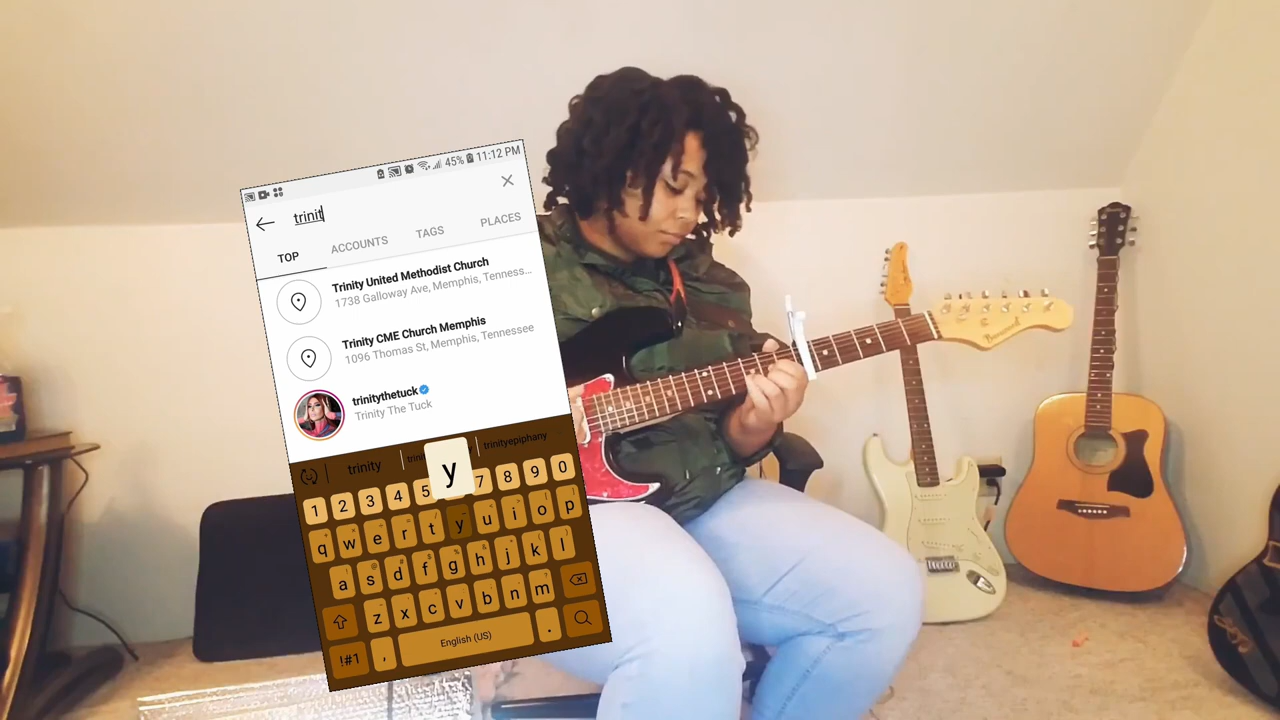 45% 11:12 PM
trinit
TOP ACCOUNTS TAGS PLACES
Trinity United Methodist Church
1738 Galloway Ave, Memphis, Tenness...
Trinity CME Church Memphis
1096 Thomas St, Memphis, Tennessee
trinitythetuck
Trinity The Tuck
trinity trinityepiphany
y
1 2 3 4 5 7 8 9 0
q w e r t y u i o p
a s d f g h j k l
z x c v b n m
!#1 , English (US) .